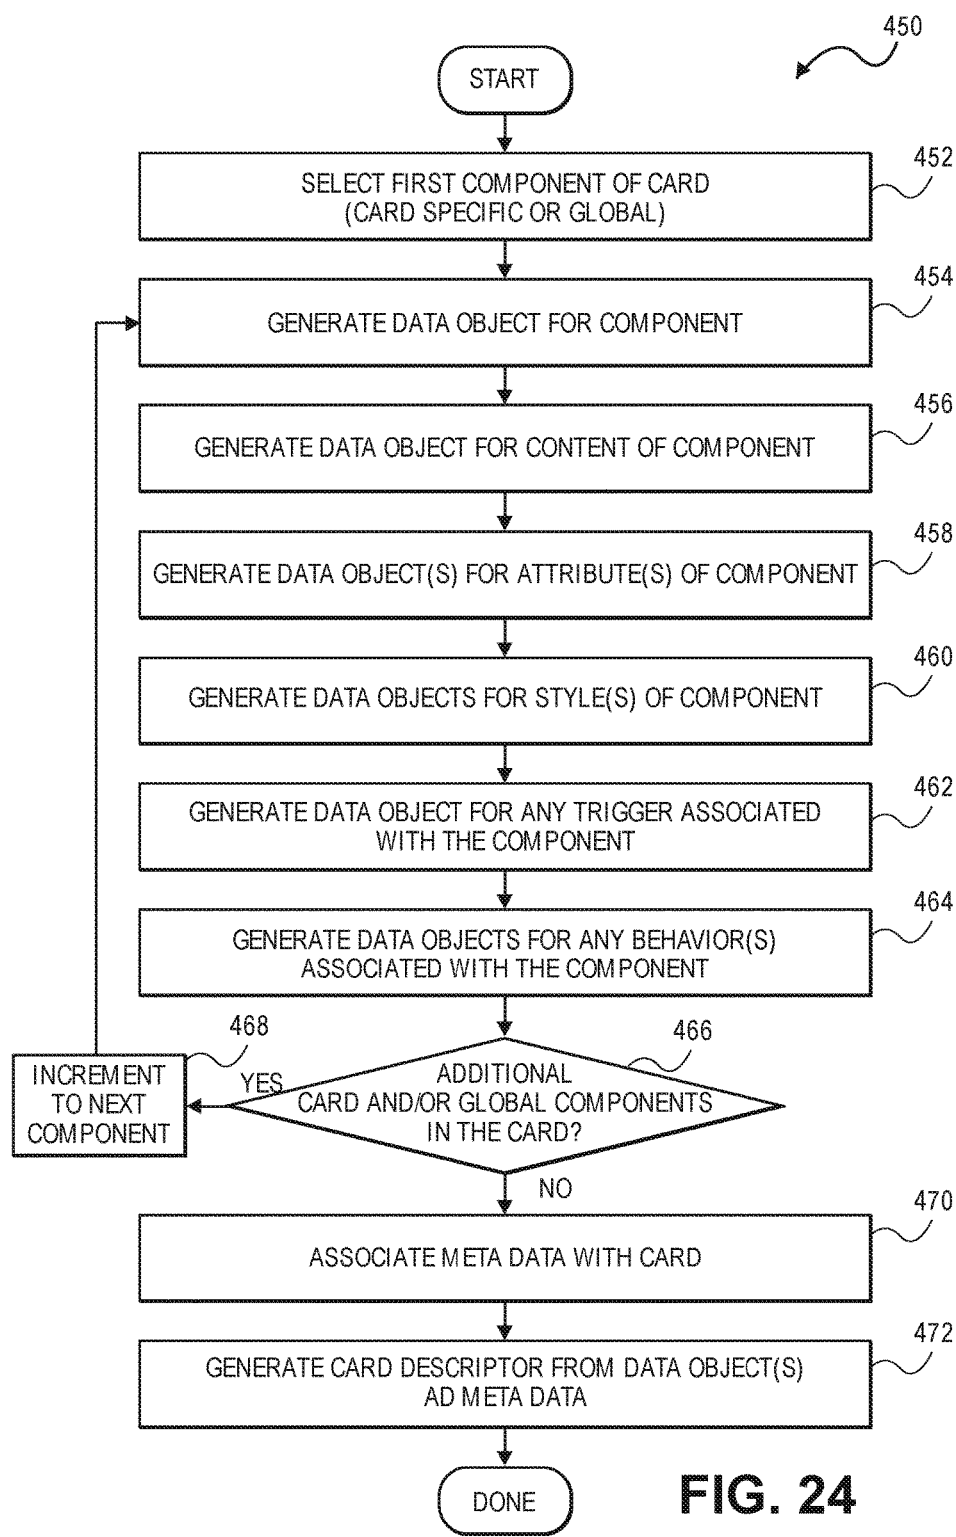 450
START
452
SELECT FIRST COMPONENT OF CARD
(CARD SPECIFIC OR GLOBAL)
454
GENERATE DATA OBJECT FOR COMPONENT
456
GENERATE DATA OBJECT FOR CONTENT OF COMPONENT
458
GENERATE DATA OBJECT(S) FOR ATTRIBUTE(S) OF COMPONENT
460
GENERATE DATA OBJECTS FOR STYLE(S) OF COMPONENT
462
GENERATE DATA OBJECT FOR ANY TRIGGER ASSOCIATED
WITH THE COMPONENT
464
GENERATE DATA OBJECTS FOR ANY BEHAVIOR(S)
ASSOCIATED WITH THE COMPONENT
468
466
INCREMENT
TO NEXT
COMPONENT
YES
ADDITIONAL
CARD AND/OR GLOBAL COMPONENTS
IN THE CARD?
NO
470
ASSOCIATE META DATA WITH CARD
472
GENERATE CARD DESCRIPTOR FROM DATA OBJECT(S)
AD META DATA
DONE
FIG. 24